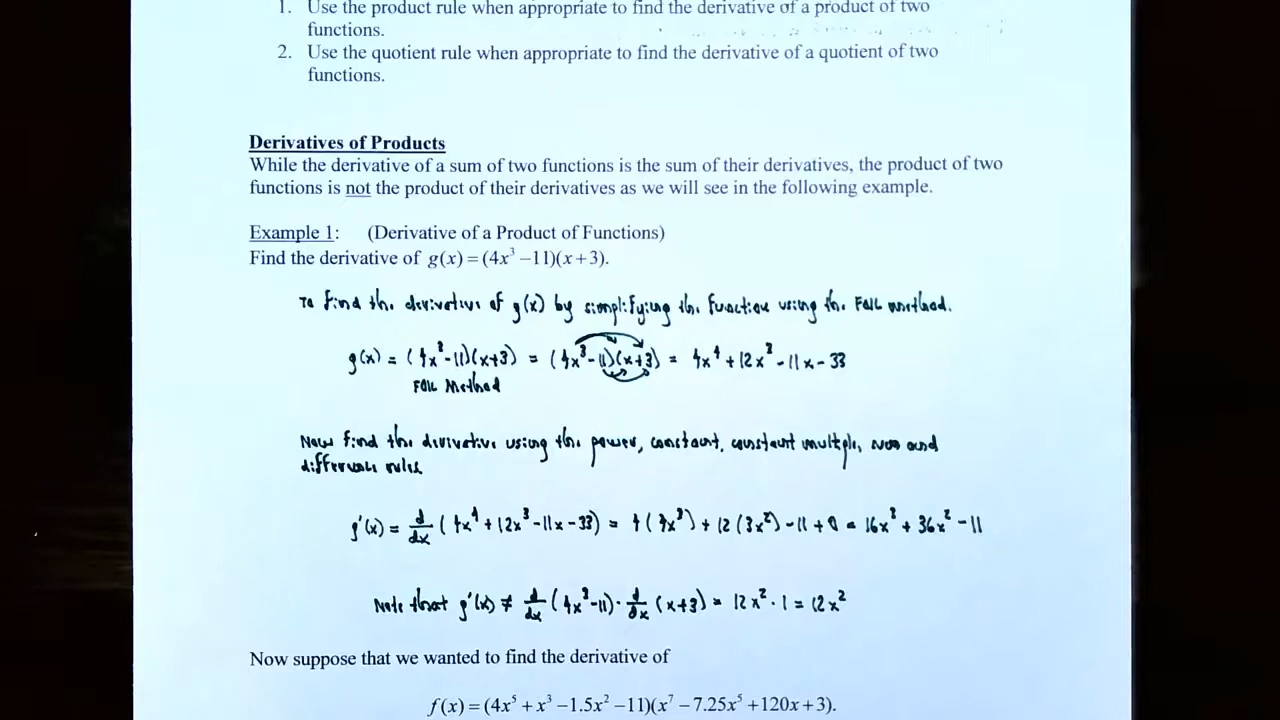 1. Use the product rule when appropriate to find the derivative of a product of two
functions.
2. Use the quotient rule when appropriate to find the derivative of a quotient of two
functions.
Derivatives of Products
While the derivative of a sum of two functions is the sum of their derivatives, the product of two
functions is not the product of their derivatives as we will see in the following example.
Example 1: (Derivative of a Product of Functions)
Find the derivative of g(x) = (4x³ − 11)(x + 3).
To find the derivative of g(x) by simplifying the function using the FOIL method.
g(x) = (4x³ - 11)(x+3) = (4x³ - 11)(x+3) = 4x⁴ + 12x³ - 11x - 33
FOIL Method
Now find the derivative using the power, constant, constant multiple, sum and
difference rules
g'(x) = d/dx (4x⁴ + 12x³ - 11x - 33) = 4(4x³) + 12(3x²) - 11 + 0 = 16x³ + 36x² - 11
Note that g'(x) ≠ d/dx (4x³ - 11) · d/dx (x+3) = 12x² · 1 = 12x²
Now suppose that we wanted to find the derivative of
f(x) = (4x⁵ + x³ − 1.5x² − 11)(x⁷ − 7.25x⁵ + 120x + 3).